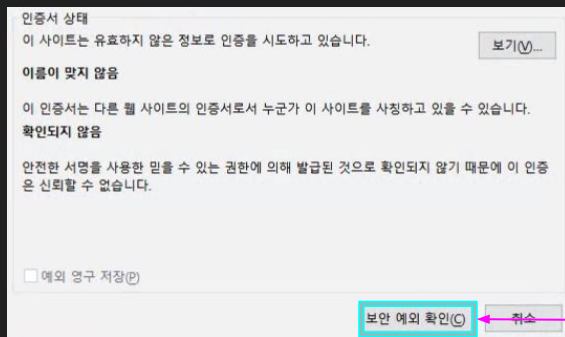 인증서 상태
이 사이트는 유효하지 않은 정보로 인증을 시도하고 있습니다.
보기(V)...
이름이 맞지 않음
이 인증서는 다른 웹 사이트의 인증서로서 누군가 이 사이트를 사칭하고 있을 수 있습니다.
확인되지 않음
안전한 서명을 사용한 믿을 수 있는 권한에 의해 발급된 것으로 확인되지 않기 때문에 이 인증
은 신뢰할 수 없습니다.
예외 영구 저장(P)
보안 예외 확인(C) 취소